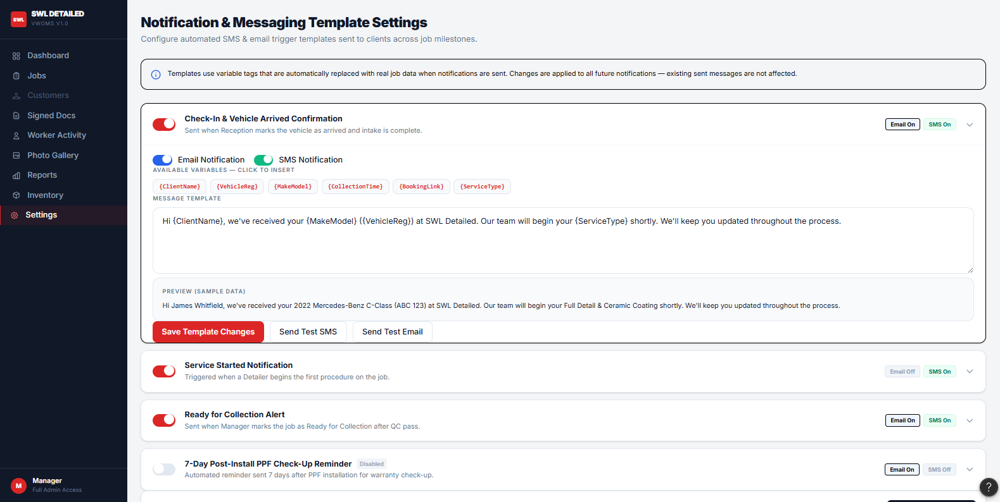 SWL
SWL DETAILED
VWOMS V1.0
Dashboard
Jobs
Customers
Signed Docs
Worker Activity
Photo Gallery
Reports
Inventory
Settings
M
Manager
Full Admin Access
Notification & Messaging Template Settings
Configure automated SMS & email trigger templates sent to clients across job milestones.
Templates use variable tags that are automatically replaced with real job data when notifications are sent. Changes are applied to all future notifications — existing sent messages are not affected.
Check-In & Vehicle Arrived Confirmation
Sent when Reception marks the vehicle as arrived and intake is complete.
Email On SMS On
Email Notification SMS Notification
AVAILABLE VARIABLES — CLICK TO INSERT
{ClientName} {VehicleReg} {MakeModel} {CollectionTime} {BookingLink} {ServiceType}
MESSAGE TEMPLATE
Hi {ClientName}, we've received your {MakeModel} ({VehicleReg}) at SWL Detailed. Our team will begin your {ServiceType} shortly. We'll keep you updated throughout the process.
PREVIEW (SAMPLE DATA)
Hi James Whitfield, we've received your 2022 Mercedes-Benz C-Class (ABC 123) at SWL Detailed. Our team will begin your Full Detail & Ceramic Coating shortly. We'll keep you updated throughout the process.
Save Template Changes Send Test SMS Send Test Email
Service Started Notification
Triggered when a Detailer begins the first procedure on the job.
Email Off SMS On
Ready for Collection Alert
Sent when Manager marks the job as Ready for Collection after QC pass.
Email On SMS On
7-Day Post-Install PPF Check-Up Reminder Disabled
Automated reminder sent 7 days after PPF installation for warranty check-up.
Email On SMS Off
?